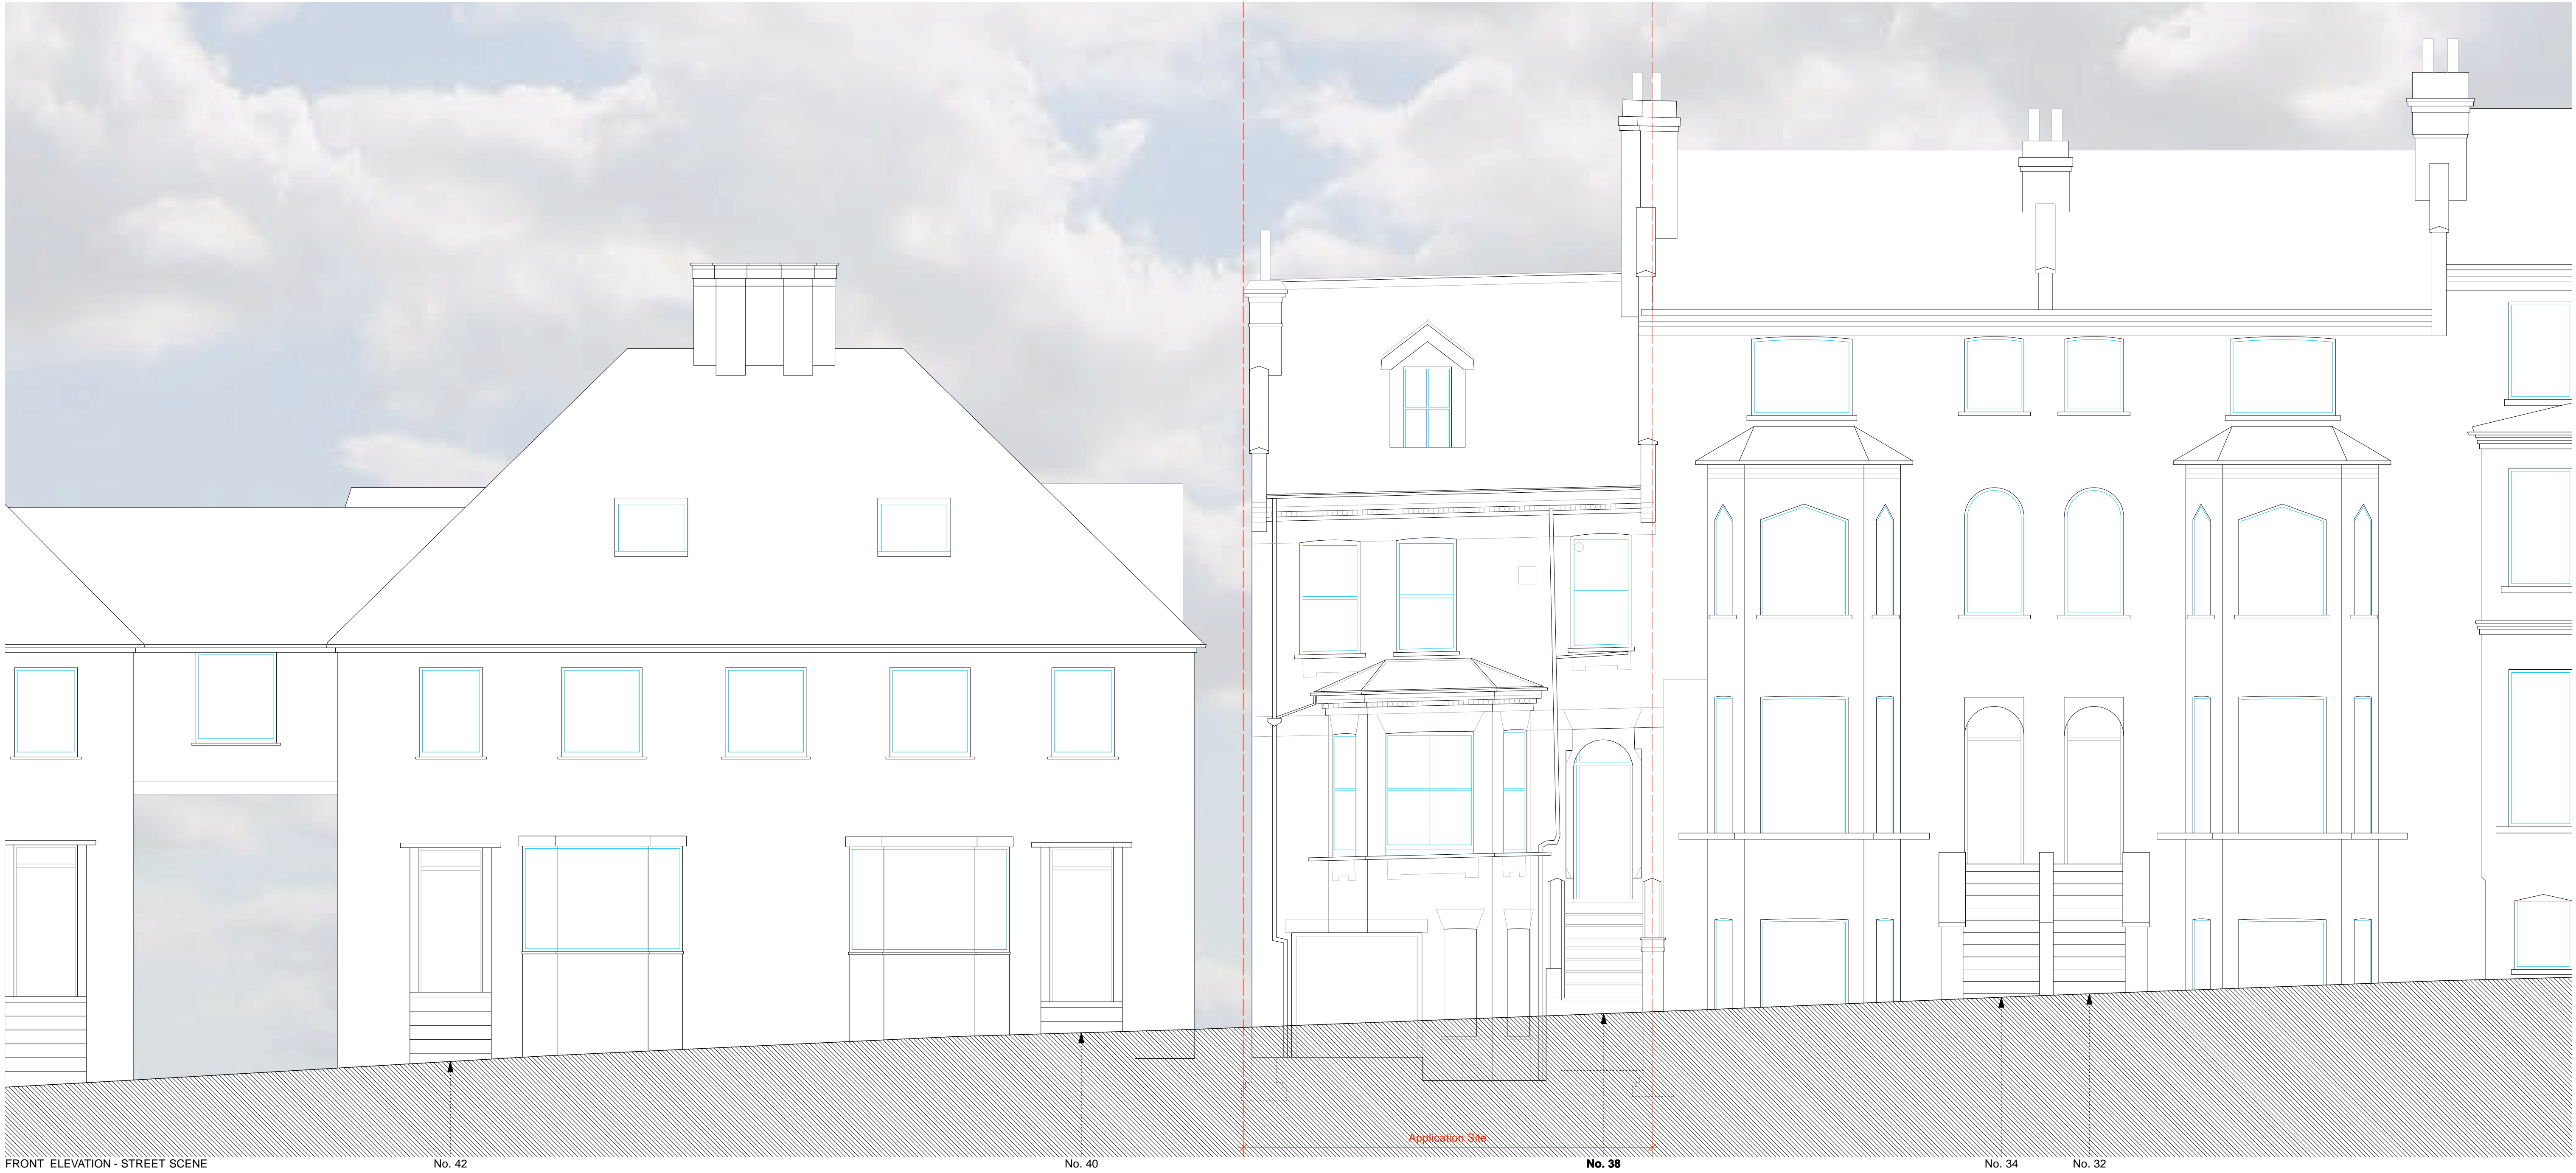 Application Site
FRONT ELEVATION - STREET SCENE
No. 42
No. 40
No. 38
No. 34
No. 32